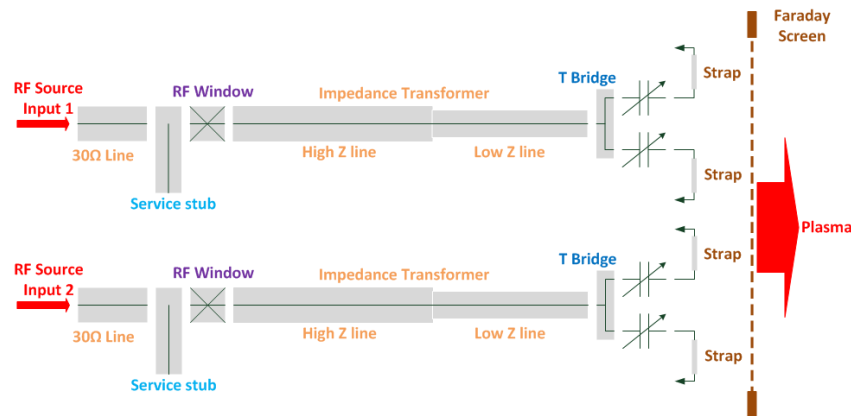 Faraday
Screen
RF Source
Input 1
RF Window
Impedance Transformer
T Bridge
Strap
30Ω Line
High Z line
Low Z line
Strap
Service stub
Plasma
RF Source
Input 2
RF Window
Impedance Transformer
T Bridge
Strap
30Ω Line
High Z line
Low Z line
Strap
Service stub